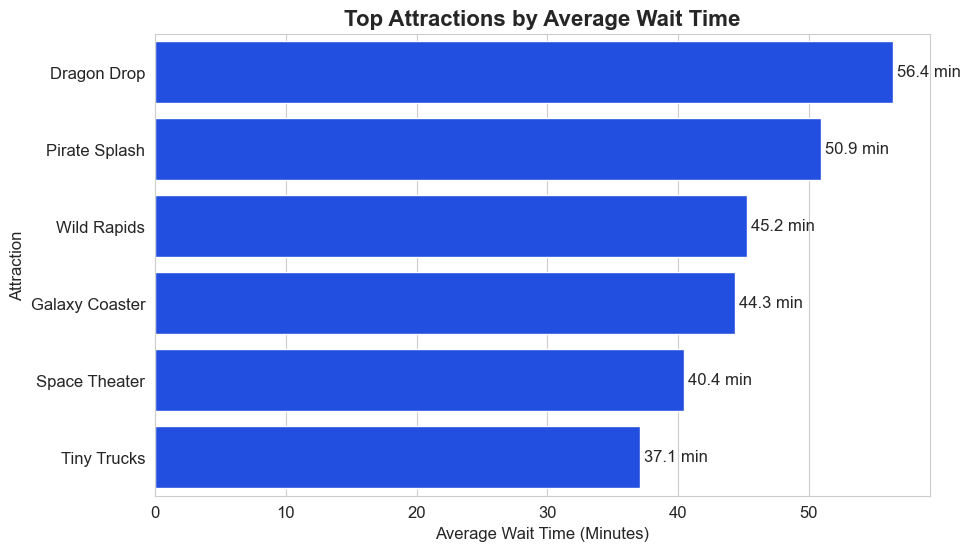 Top Attractions by Average Wait Time
Attraction
Dragon Drop
56.4 min
Pirate Splash
50.9 min
Wild Rapids
45.2 min
Galaxy Coaster
44.3 min
Space Theater
40.4 min
Tiny Trucks
37.1 min
0 10 20 30 40 50
Average Wait Time (Minutes)